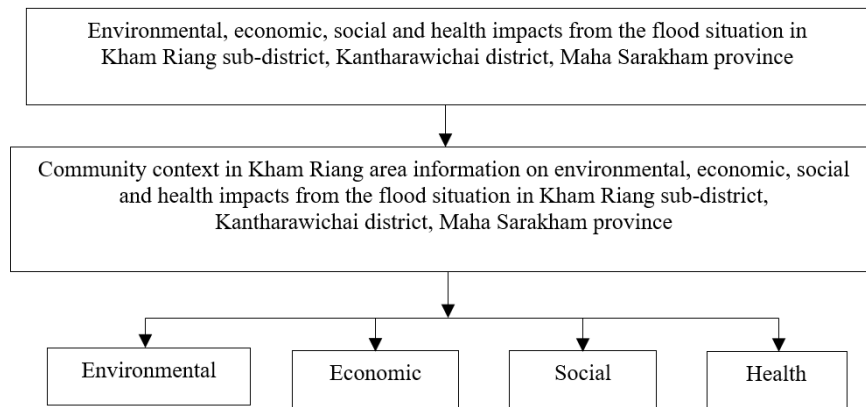 Environmental, economic, social and health impacts from the flood situation in
Kham Riang sub-district, Kantharawichai district, Maha Sarakham province
Community context in Kham Riang area information on environmental, economic, social
and health impacts from the flood situation in Kham Riang sub-district,
Kantharawichai district, Maha Sarakham province
Environmental
Economic
Social
Health